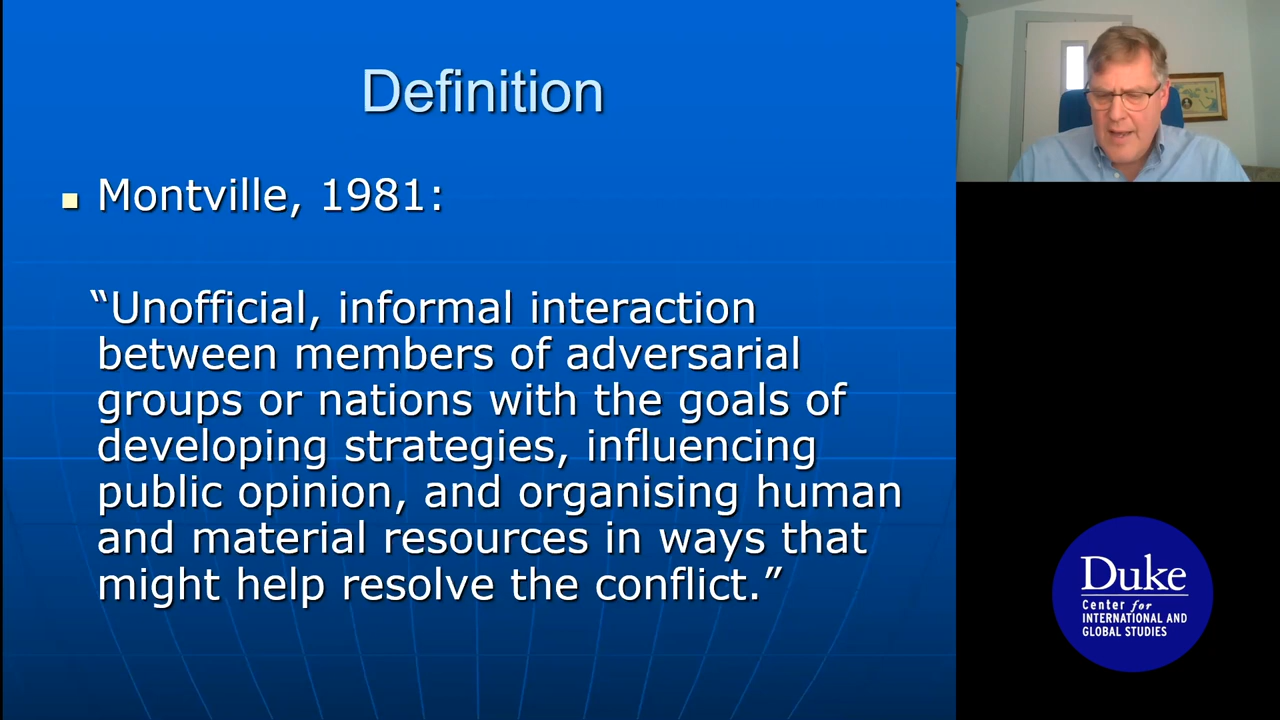 Definition
Montville, 1981:
“Unofficial, informal interaction
between members of adversarial
groups or nations with the goals of
developing strategies, influencing
public opinion, and organising human
and material resources in ways that
might help resolve the conflict.”
Duke
Center for
INTERNATIONAL AND
GLOBAL STUDIES